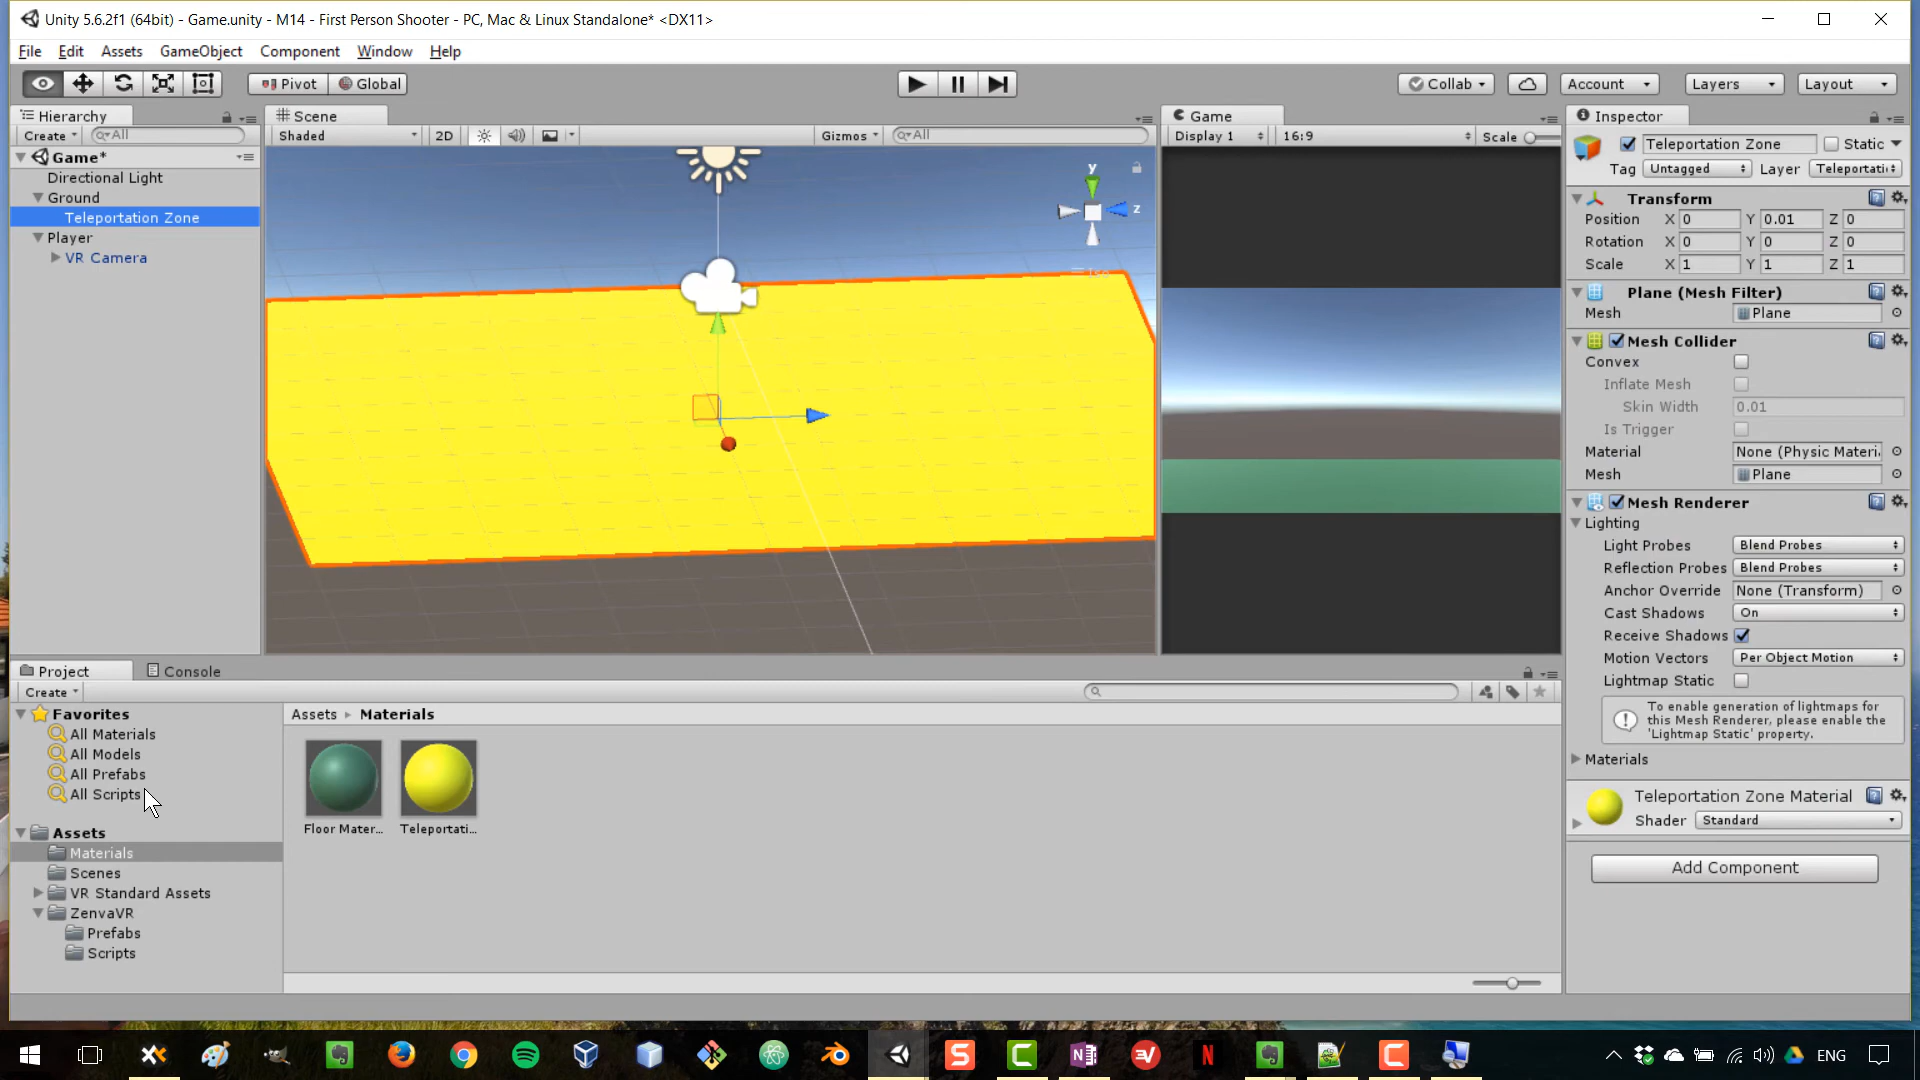 Unity 5.6.2f1 (64bit) - Game.unity - M14 - First Person Shooter - PC, Mac & Linux Standalone* <DX11>
File Edit Assets GameObject Component Window Help
Pivot Global Collab Account Layers Layout
Hierarchy
Create All
Game*
Directional Light
Ground
Teleportation Zone
Player
VR Camera
Scene
Shaded 2D Gizmos All
y
z
Game
Display 1 16:9 Scale
Inspector
Teleportation Zone Static
Tag Untagged Layer Teleportati
Transform
Position X 0 Y 0.01 Z 0
Rotation X 0 Y 0 Z 0
Scale X 1 Y 1 Z 1
Plane (Mesh Filter)
Mesh Plane
Mesh Collider
Convex
Inflate Mesh
Skin Width 0.01
Is Trigger
Material None (Physic Materi
Mesh Plane
Mesh Renderer
Lighting
Light Probes Blend Probes
Reflection Probes Blend Probes
Anchor Override None (Transform)
Cast Shadows On
Receive Shadows
Motion Vectors Per Object Motion
Lightmap Static
To enable generation of lightmaps for
this Mesh Renderer, please enable the
'Lightmap Static' property.
Materials
Teleportation Zone Material
Shader Standard
Add Component
Project Console
Create
Favorites
All Materials
All Models
All Prefabs
All Scripts
Assets
Materials
Scenes
VR Standard Assets
ZenvaVR
Prefabs
Scripts
Assets Materials
Floor Mater... Teleportati...
ENG